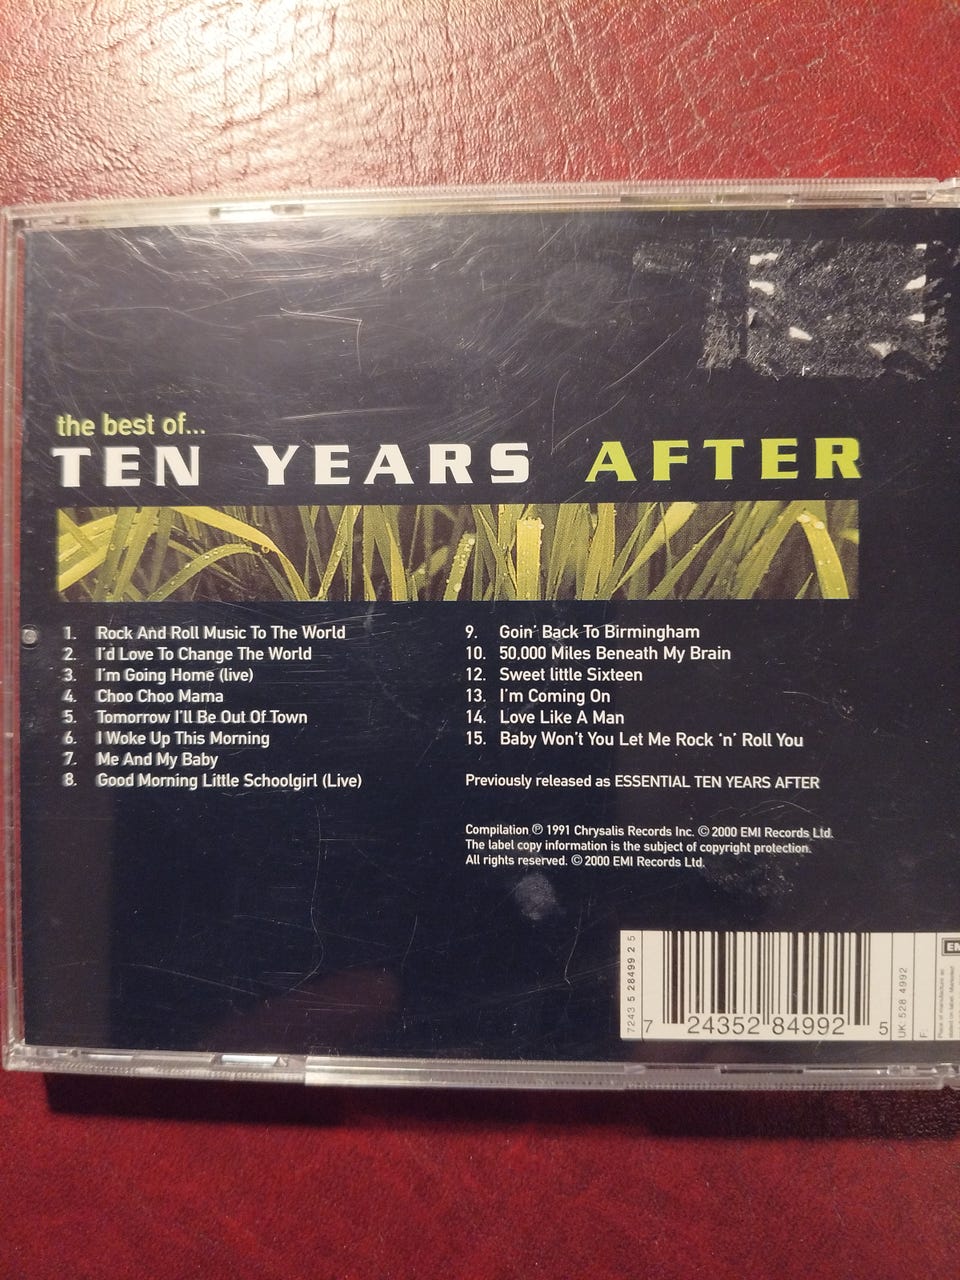 the best of...
TEN YEARS AFTER
1. Rock And Roll Music To The World
2. I'd Love To Change The World
3. I'm Going Home (live)
4. Choo Choo Mama
5. Tomorrow I'll Be Out Of Town
6. I Woke Up This Morning
7. Me And My Baby
8. Good Morning Little Schoolgirl (Live)
9. Goin' Back To Birmingham
10. 50,000 Miles Beneath My Brain
12. Sweet little Sixteen
13. I'm Coming On
14. Love Like A Man
15. Baby Won't You Let Me Rock 'n' Roll You
Previously released as ESSENTIAL TEN YEARS AFTER
Compilation ℗ 1991 Chrysalis Records Inc. © 2000 EMI Records Ltd.
The label copy information is the subject of copyright protection.
All rights reserved. © 2000 EMI Records Ltd.
7243 5 28499 2 5
7 24352 84992 5
UK: 528 4992
F: